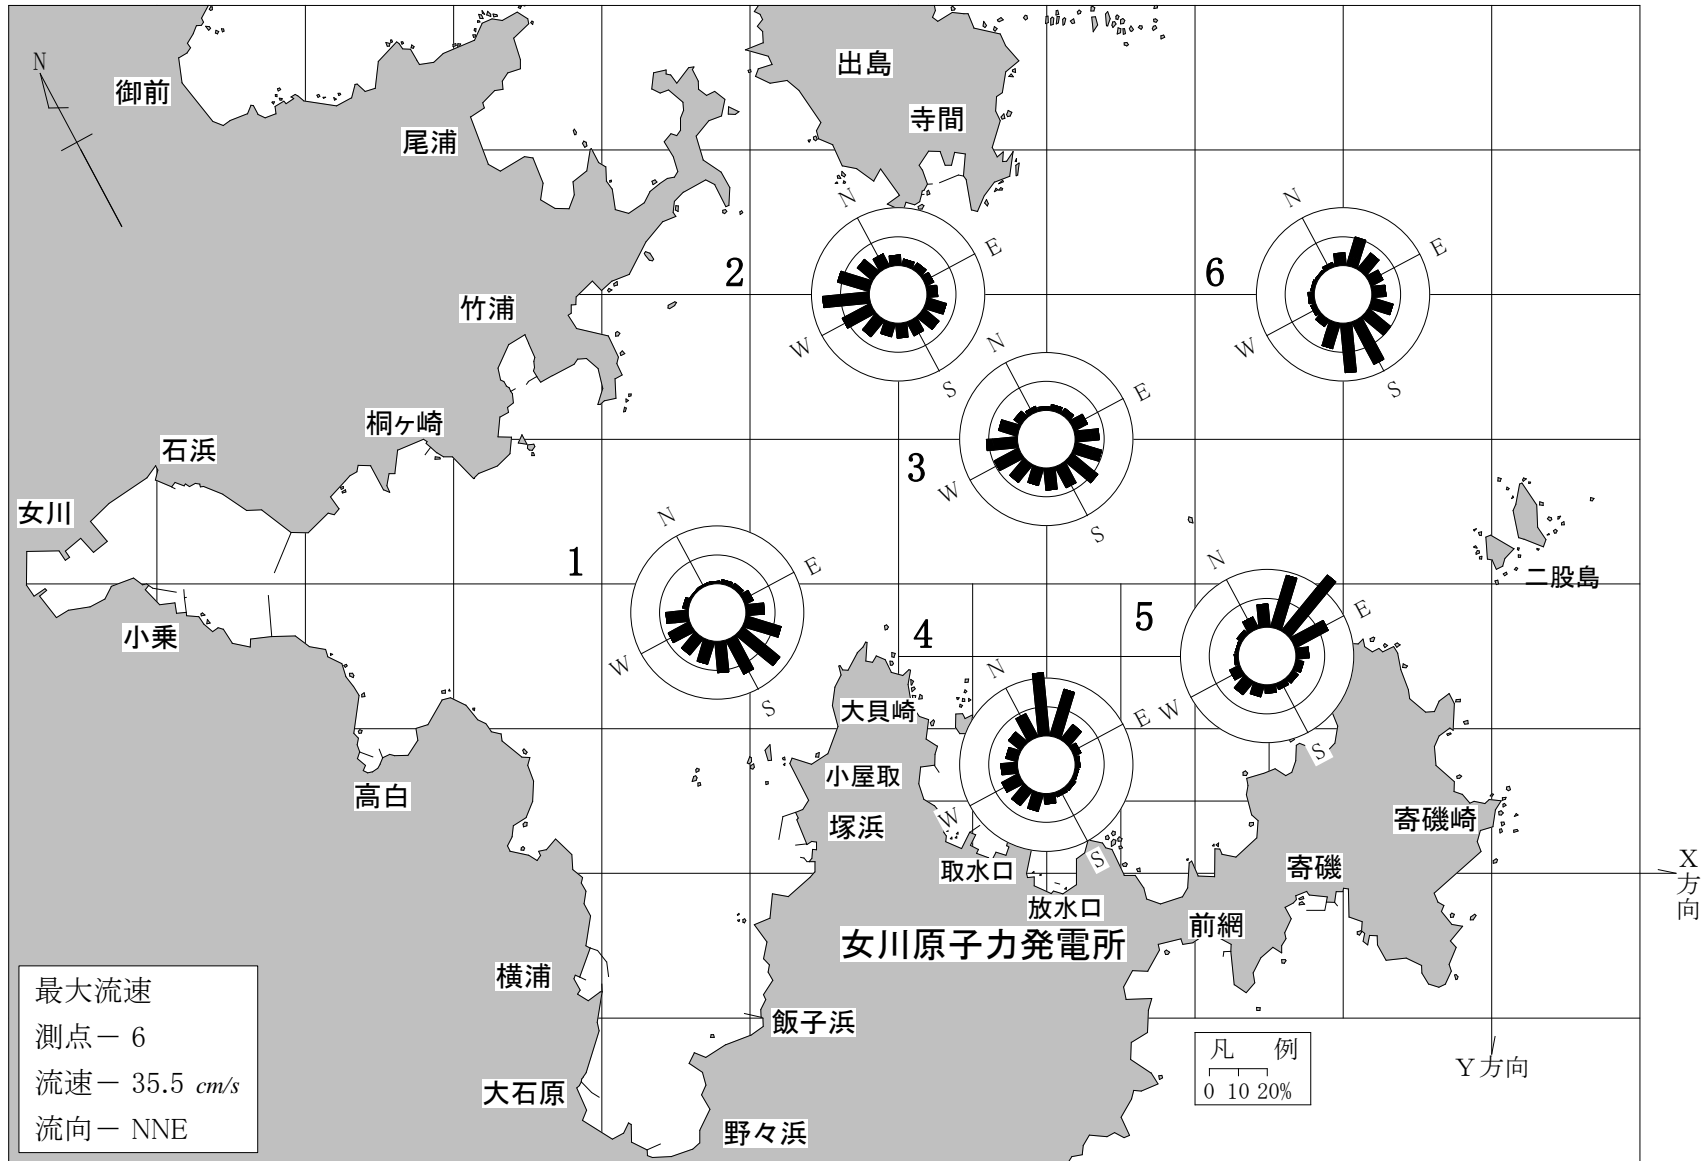 N
御前
尾浦
出島
寺間
竹浦
桐ヶ崎
石浜
女川
小乗
高白
横浦
大石原
野々浜
飯子浜
塚浜
小屋取
大貝崎
取水口
放水口
女川原子力発電所
前網
寄磯
寄磯崎
二股島
1
N
E
S
W
2
N
E
S
W
3
N
E
S
W
4
N
E
S
W
5
N
E
S
W
6
N
E
S
W
X方向
Y方向
最大流速
測点－ 6
流速－ 35.5 cm/s
流向－ NNE
凡 例
0 10 20%